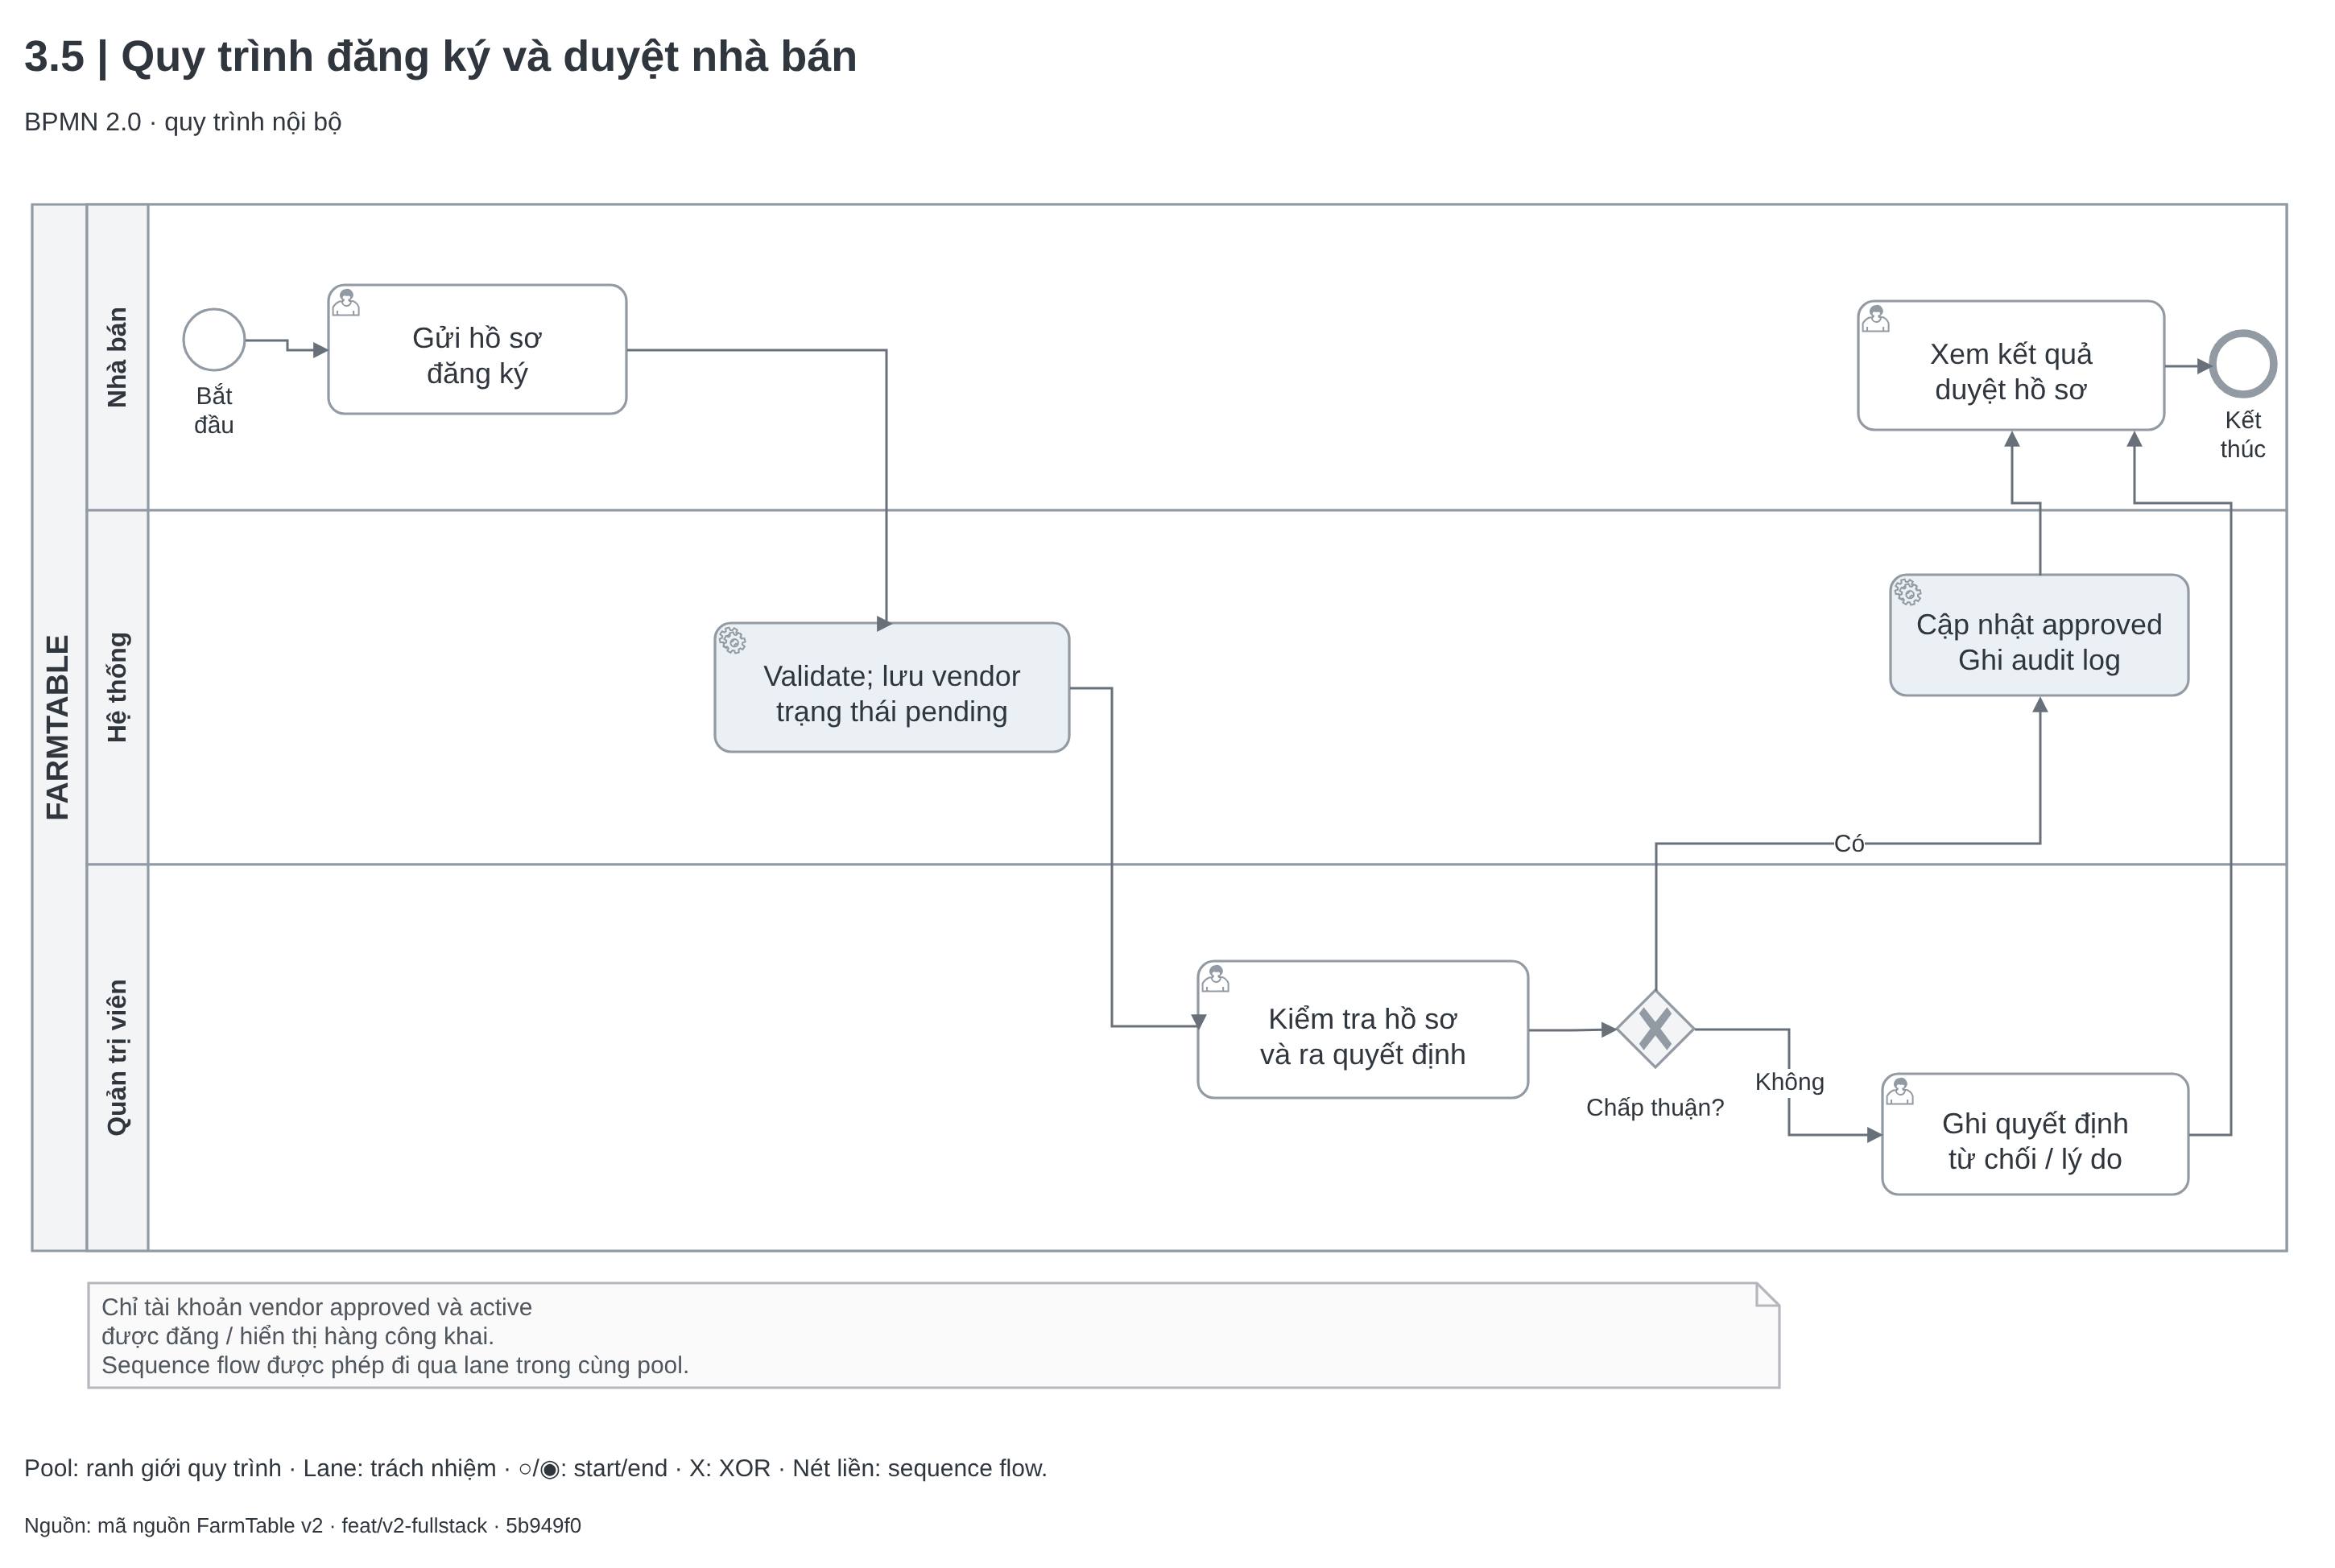 3.5 | Quy trình đăng ký và duyệt nhà bán
BPMN 2.0 · quy trình nội bộ
FARMTABLE
Nhà bán
Bắt
đầu
Gửi hồ sơ
đăng ký
Xem kết quả
duyệt hồ sơ
Kết
thúc
Hệ thống
Validate; lưu vendor
trạng thái pending
Cập nhật approved
Ghi audit log
Có
Quản trị viên
Kiểm tra hồ sơ
và ra quyết định
Chấp thuận?
Không
Ghi quyết định
từ chối / lý do
Chỉ tài khoản vendor approved và active
được đăng / hiển thị hàng công khai.
Sequence flow được phép đi qua lane trong cùng pool.
Pool: ranh giới quy trình · Lane: trách nhiệm · ○/◉: start/end · X: XOR · Nét liền: sequence flow.
Nguồn: mã nguồn FarmTable v2 · feat/v2-fullstack · 5b949f0